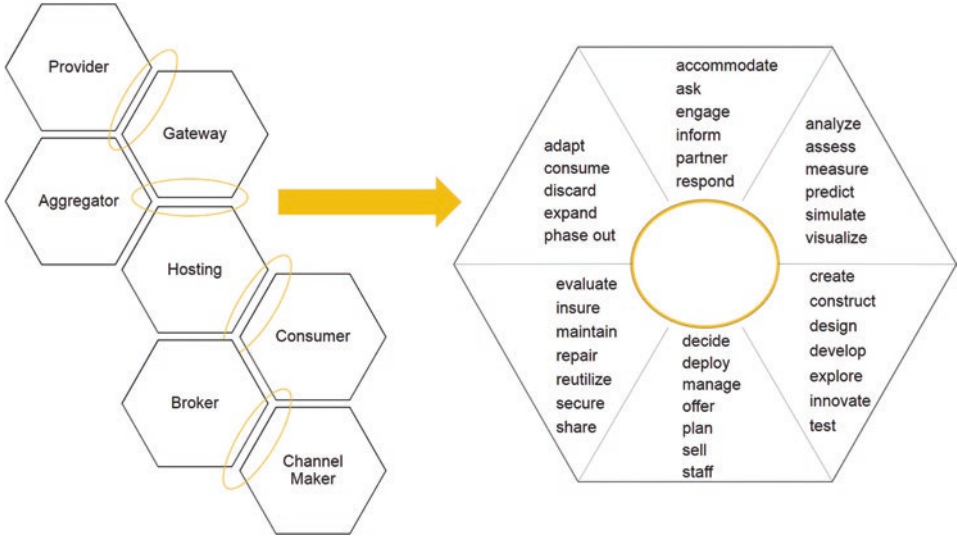 Provider
Gateway
Aggregator
Hosting
Consumer
Broker
Channel
Maker
accommodate
ask
engage
inform
partner
respond
analyze
assess
measure
predict
simulate
visualize
adapt
consume
discard
expand
phase out
evaluate
insure
maintain
repair
reutilize
secure
share
decide
deploy
manage
offer
plan
sell
staff
create
construct
design
develop
explore
innovate
test